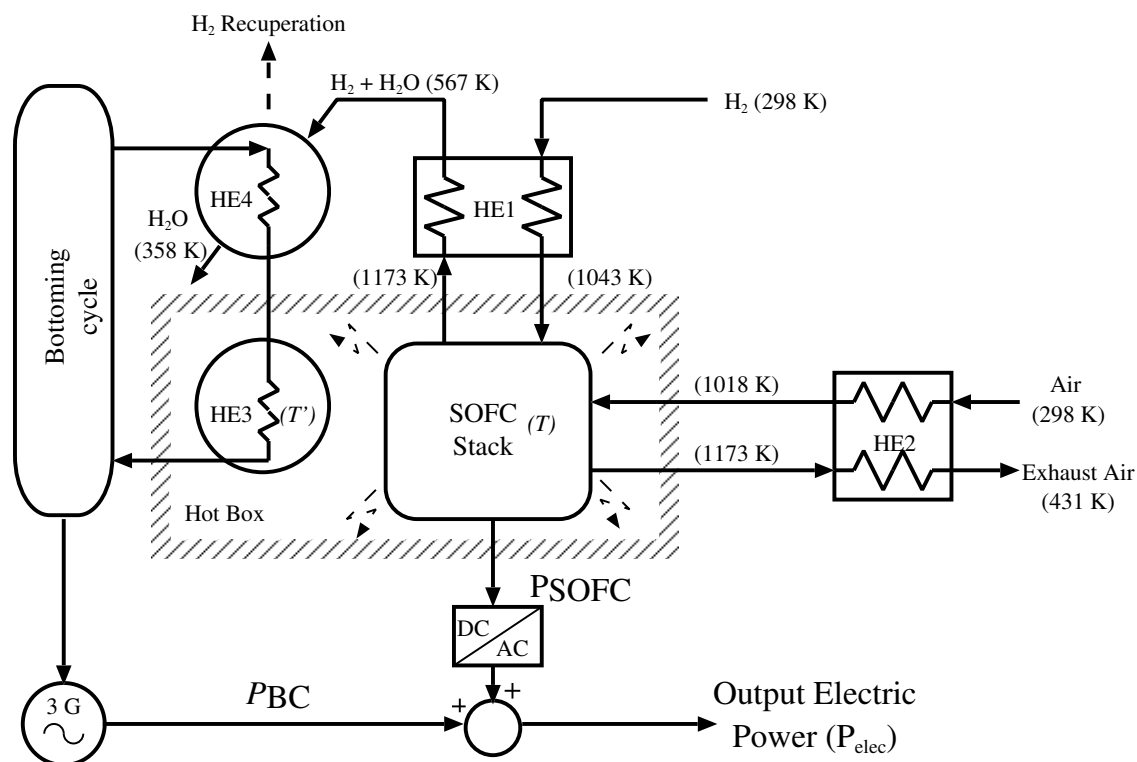 H₂ Recuperation
H₂ + H₂O (567 K)
H₂ (298 K)
HE4
HE1
H₂O
(358 K)
(1173 K)
(1043 K)
Bottoming
cycle
HE3
(T')
SOFC (T)
Stack
(1018 K)
Air
(298 K)
HE2
(1173 K)
Exhaust Air
(431 K)
Hot Box
PSOFC
DC
AC
3 G
PBC
+
+
Output Electric
Power (Pelec)